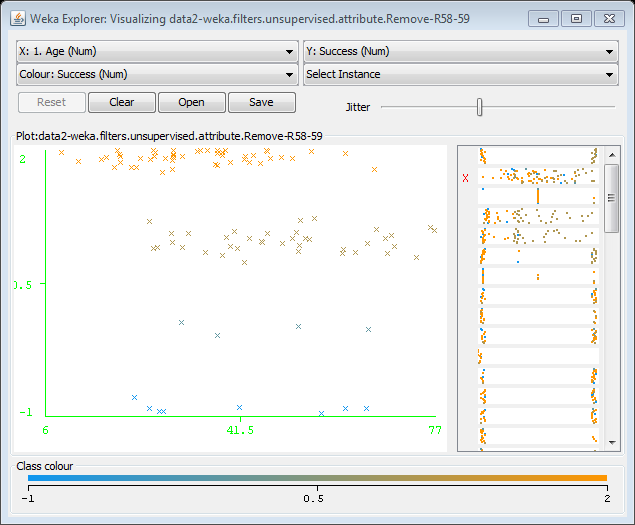 Weka Explorer: Visualizing data2-weka.filters.unsupervised.attribute.Remove-R58-59
X: 1. Age (Num) Y: Success (Num)
Colour: Success (Num) Select Instance
Reset Clear Open Save Jitter
Plot:data2-weka.filters.unsupervised.attribute.Remove-R58-59
2
X
0.5
-1
6 41.5 77
Class colour
-1 0.5 2